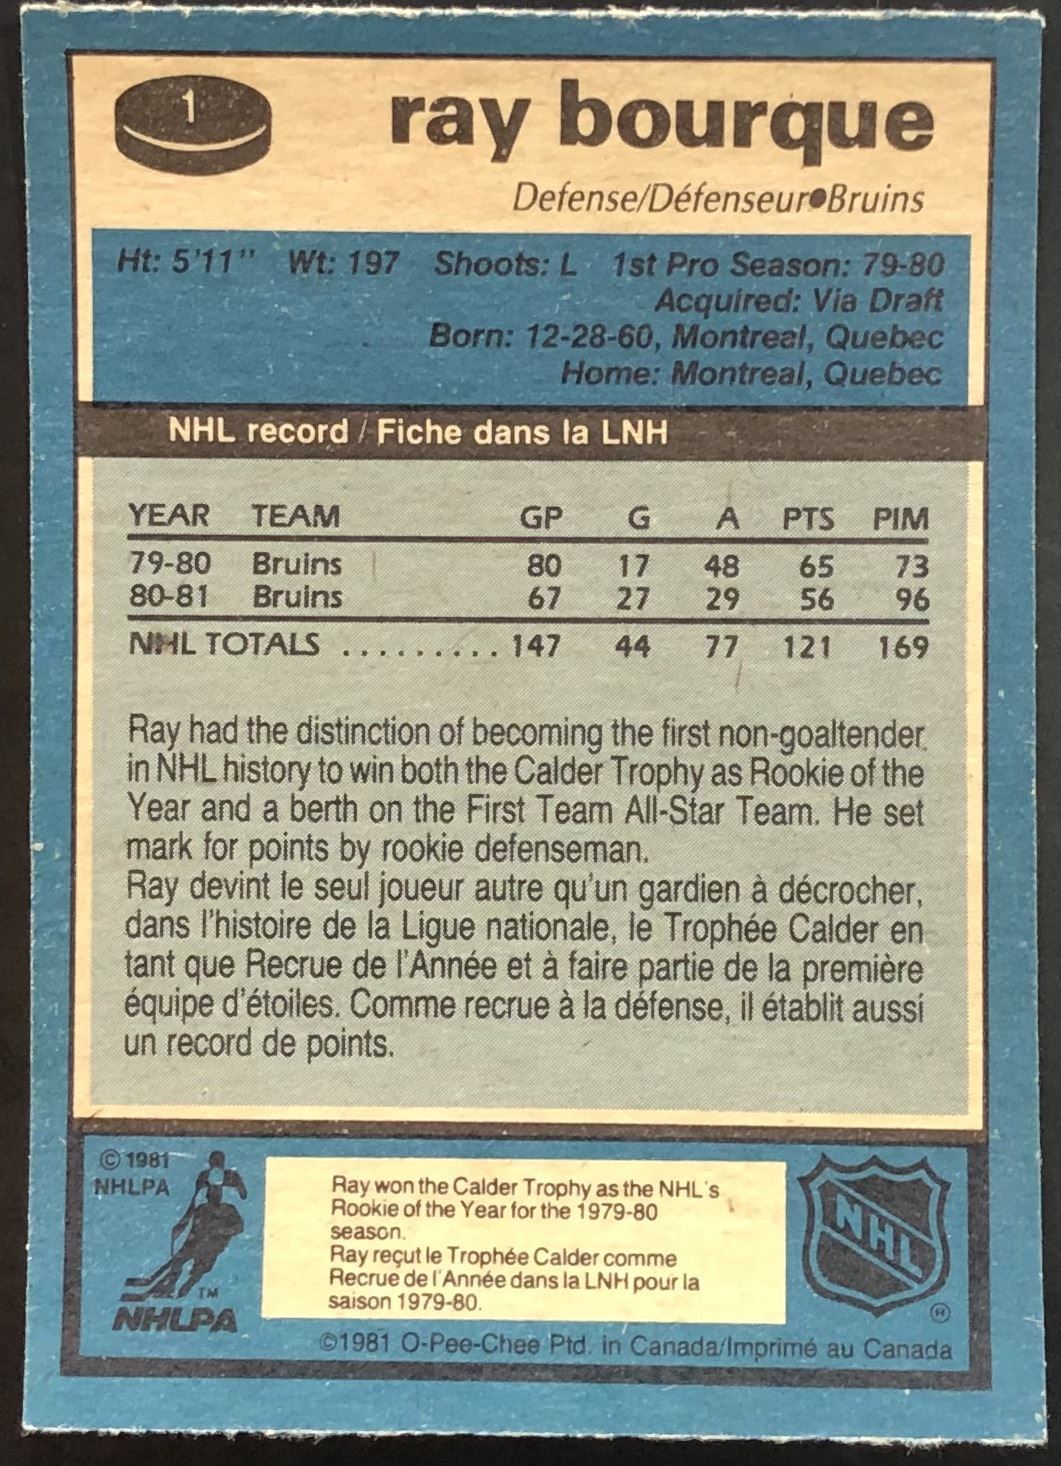 1
ray bourque
Defense/Défenseur●Bruins
Ht: 5'11" Wt: 197 Shoots: L 1st Pro Season: 79-80
Acquired: Via Draft
Born: 12-28-60, Montreal, Quebec
Home: Montreal, Quebec
NHL record / Fiche dans la LNH
YEAR TEAM GP G A PTS PIM
79-80 Bruins 80 17 48 65 73
80-81 Bruins 67 27 29 56 96
NHL TOTALS .......... 147 44 77 121 169
Ray had the distinction of becoming the first non-goaltender
in NHL history to win both the Calder Trophy as Rookie of the
Year and a berth on the First Team All-Star Team. He set
mark for points by rookie defenseman.
Ray devint le seul joueur autre qu'un gardien à décrocher,
dans l'histoire de la Ligue nationale, le Trophée Calder en
tant que Recrue de l'Année et à faire partie de la première
équipe d'étoiles. Comme recrue à la défense, il établit aussi
un record de points.
© 1981
NHLPA
TM
NHLPA
Ray won the Calder Trophy as the NHL's
Rookie of the Year for the 1979-80
season.
Ray reçut le Trophée Calder comme
Recrue de l'Année dans la LNH pour la
saison 1979-80.
NHL
®
©1981 O-Pee-Chee Ptd. in Canada/Imprimé au Canada